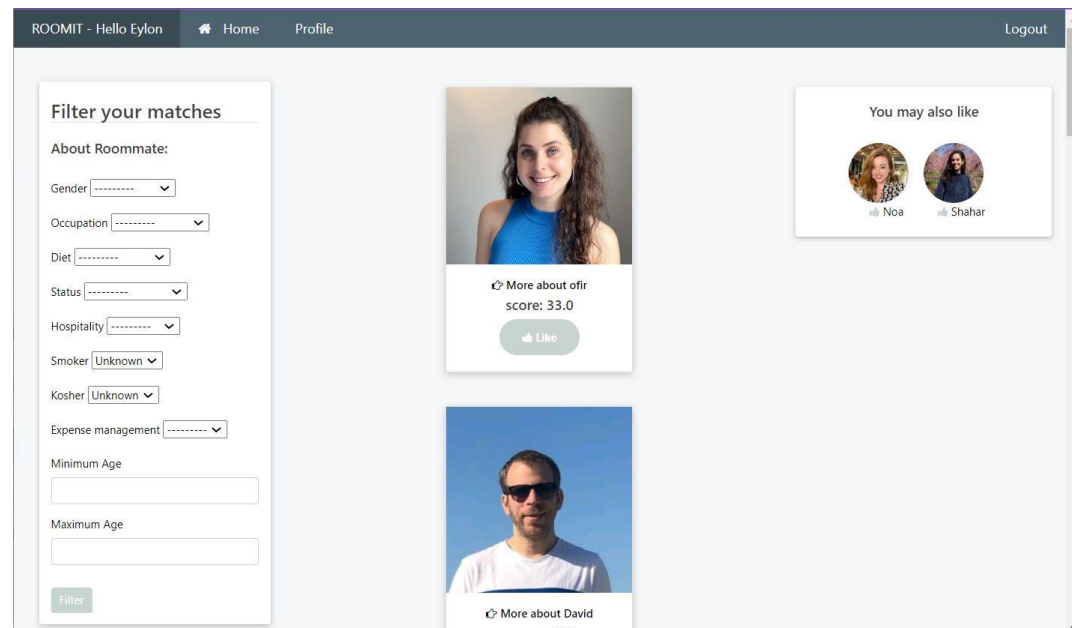 ROOMIT - Hello Eylon Home Profile Logout
Filter your matches
About Roommate:
Gender ---------
Occupation ---------
Diet ---------
Status ---------
Hospitality ---------
Smoker Unknown
Kosher Unknown
Expense management ---------
Minimum Age
Maximum Age
Filter
More about ofir
score: 33.0
Like
More about David
You may also like
Noa Shahar